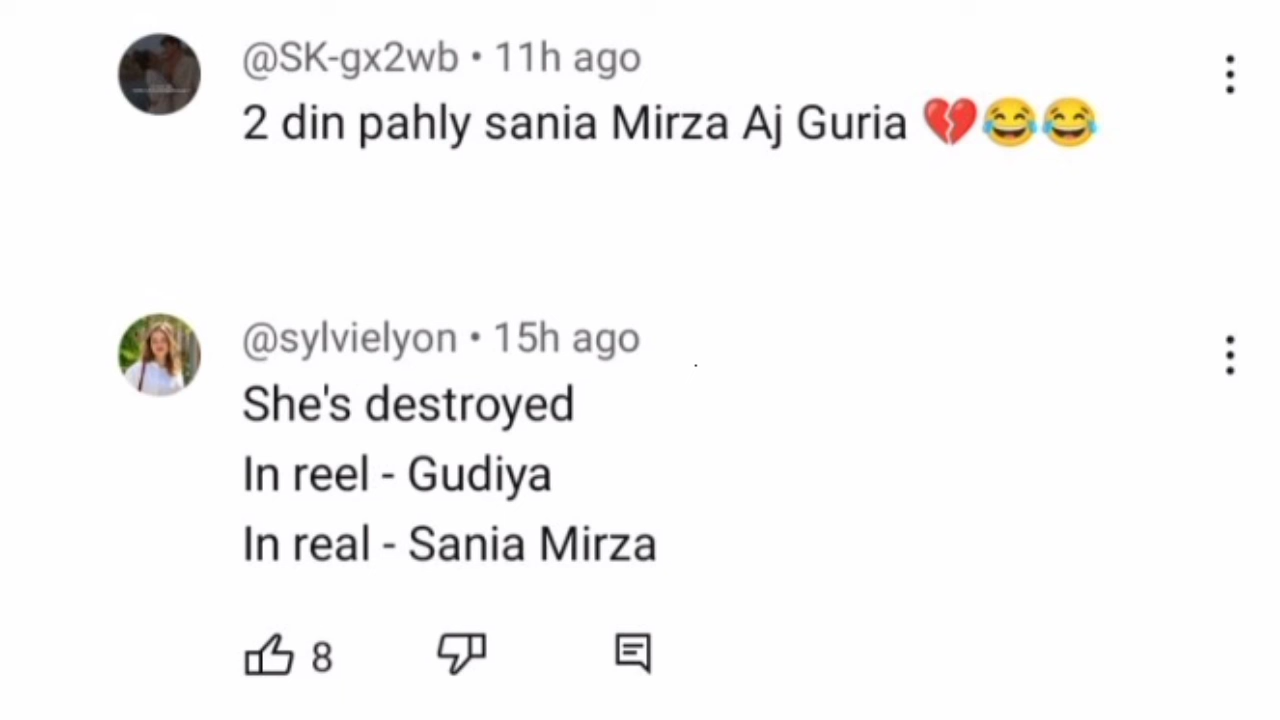 @SK-gx2wb • 11h ago
2 din pahly sania Mirza Aj Guria 💔😂😂
@sylvielyon • 15h ago
She's destroyed
In reel - Gudiya
In real - Sania Mirza
8